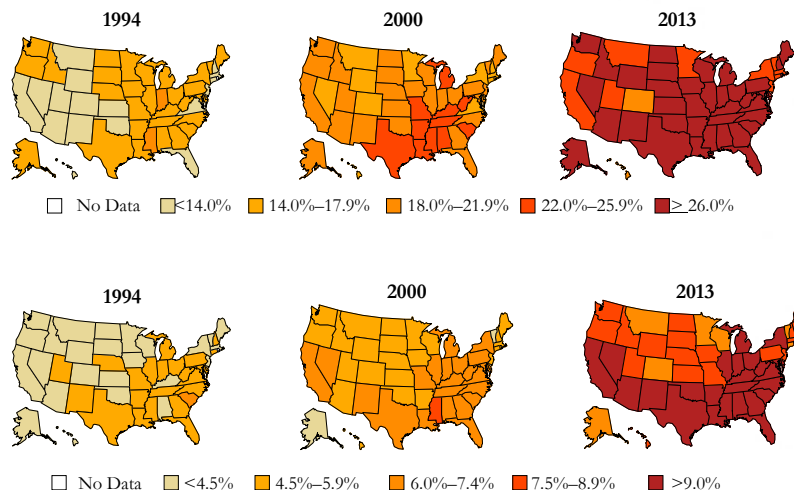 1994 2000 2013
No Data <14.0% 14.0%–17.9% 18.0%–21.9% 22.0%–25.9% > 26.0%
1994 2000 2013
No Data <4.5% 4.5%–5.9% 6.0%–7.4% 7.5%–8.9% >9.0%